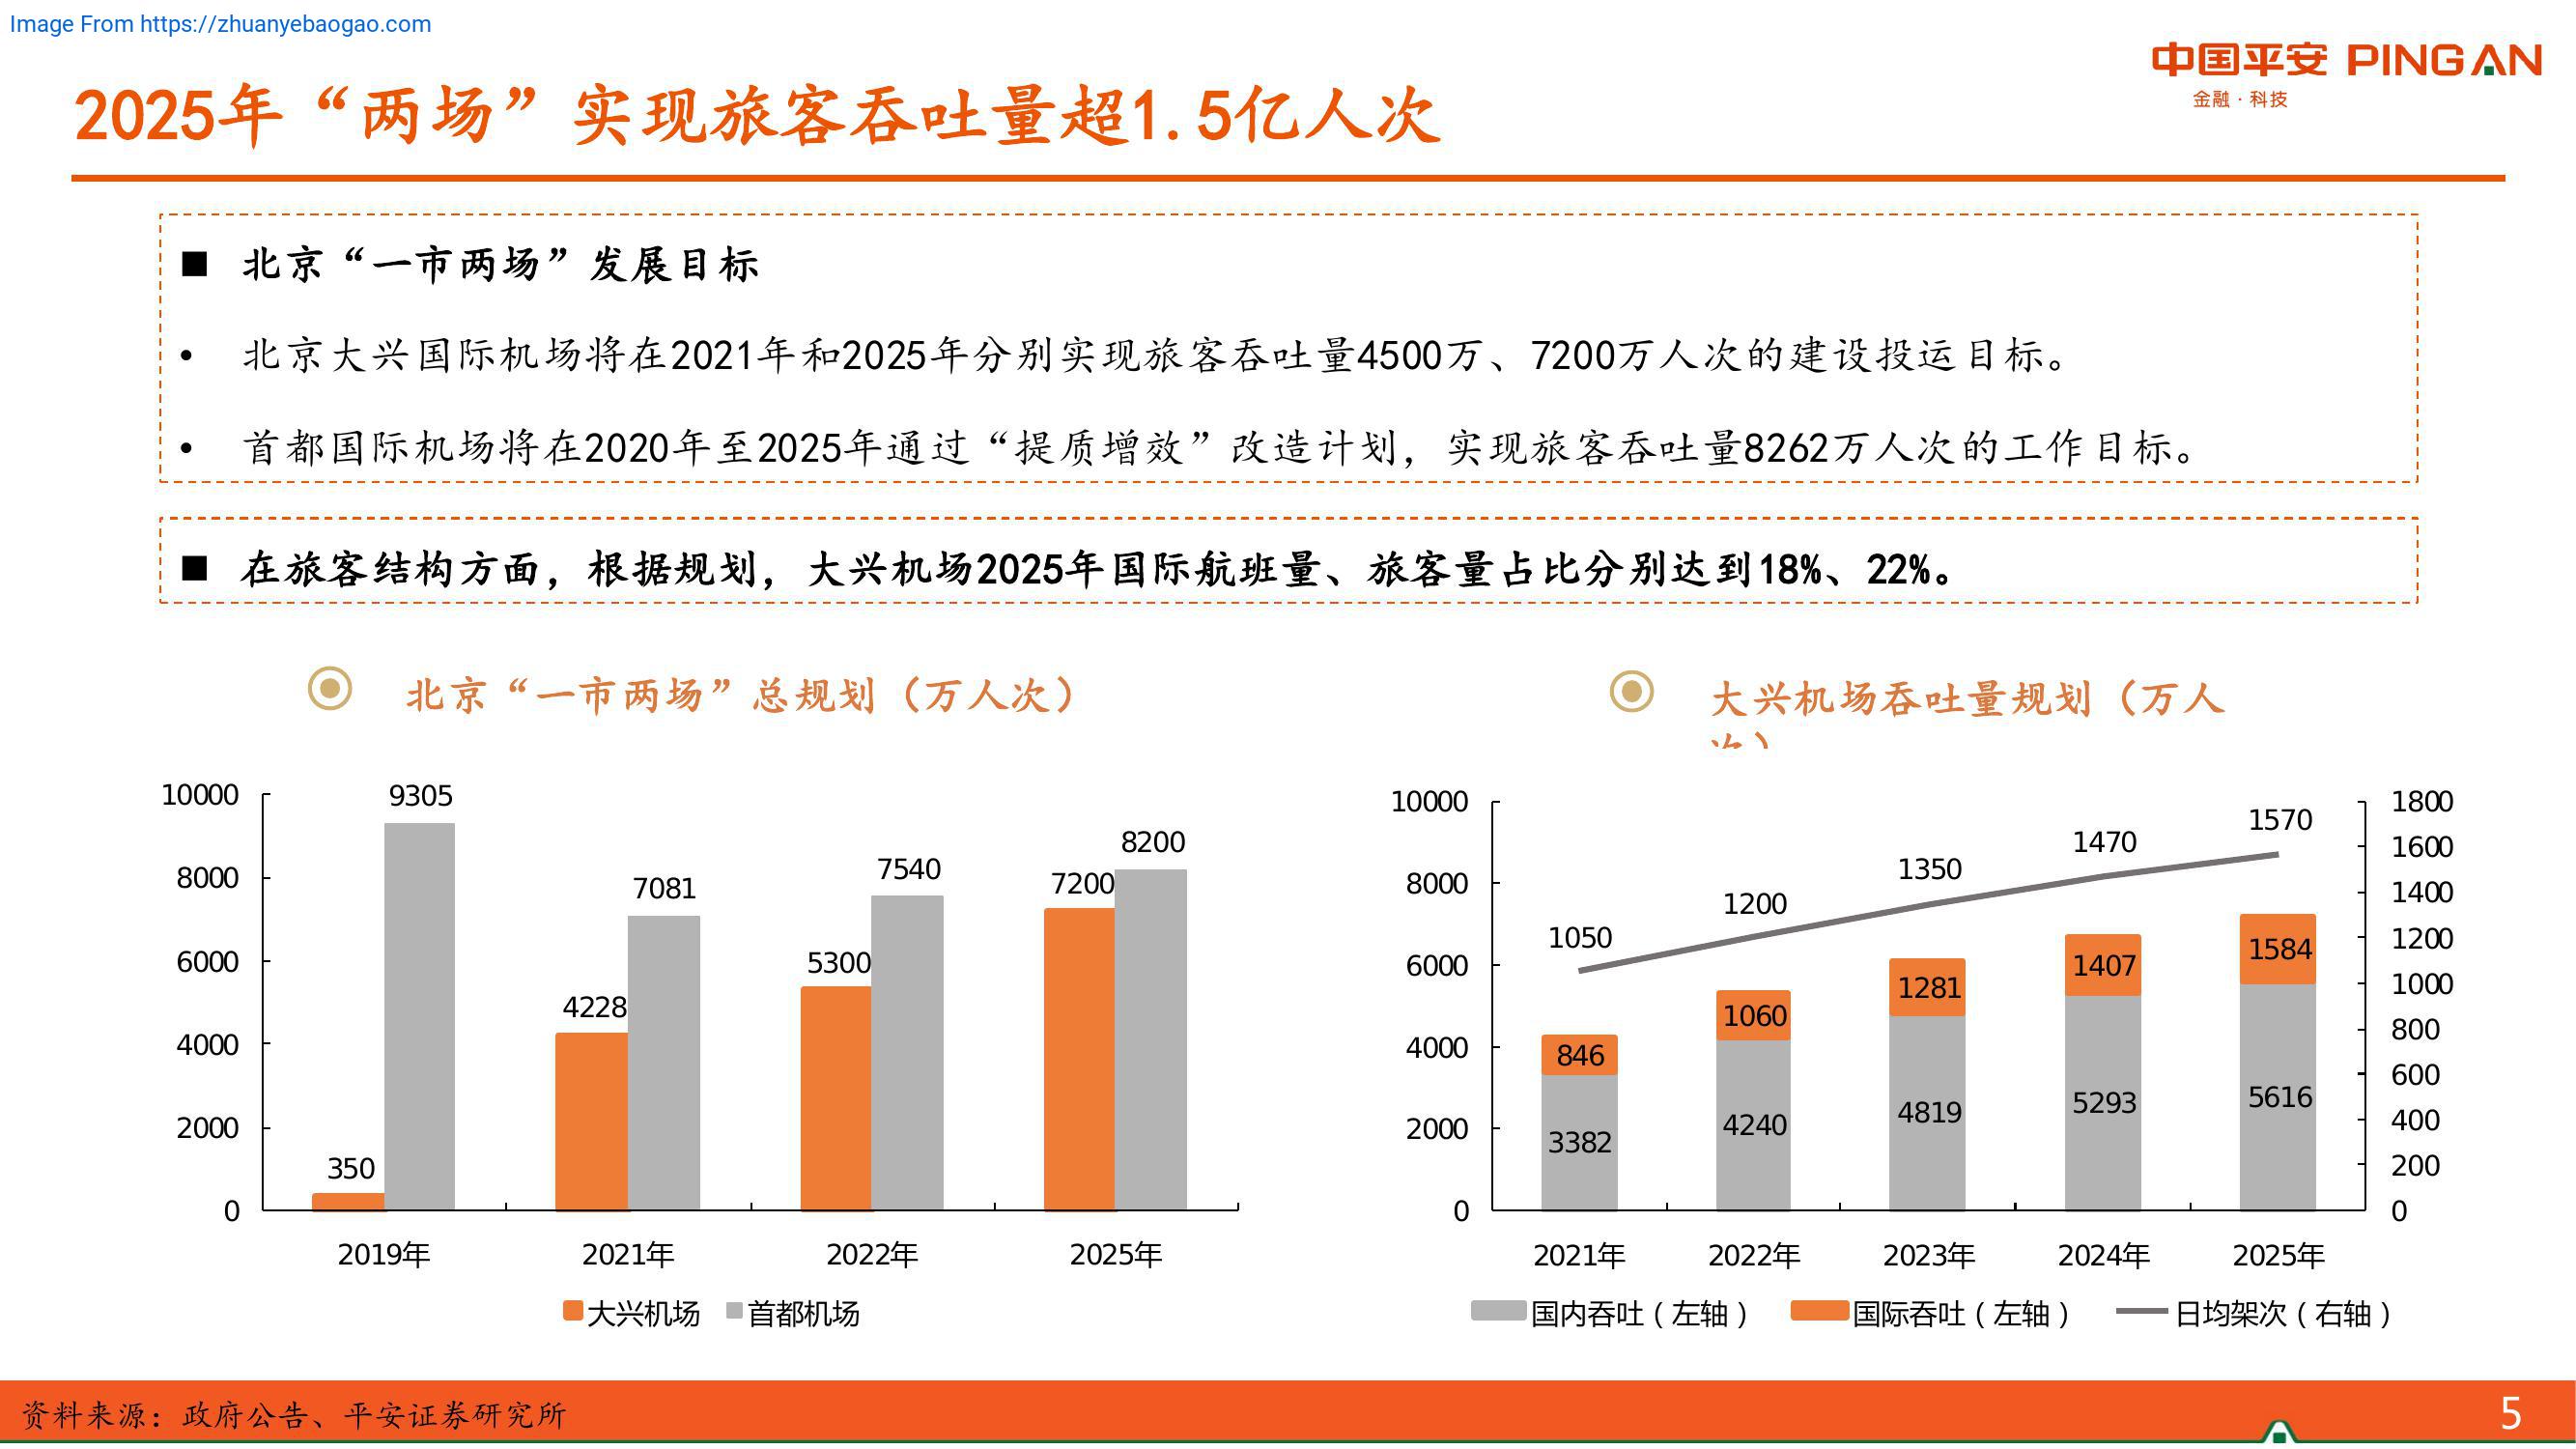 Image From https://zhuanyebaogao.com
中国平安 PINGAN
金融·科技
2025年“两场”实现旅客吞吐量超1.5亿人次
■ 北京“一市两场”发展目标
• 北京大兴国际机场将在2021年和2025年分别实现旅客吞吐量4500万、7200万人次的建设投运目标。
• 首都国际机场将在2020年至2025年通过“提质增效”改造计划，实现旅客吞吐量8262万人次的工作目标。
■ 在旅客结构方面，根据规划，大兴机场2025年国际航班量、旅客量占比分别达到18%、22%。
北京“一市两场”总规划（万人次）
10000
8000
6000
4000
2000
0
350
9305
4228
7081
5300
7540
7200
8200
2019年 2021年 2022年 2025年
大兴机场 首都机场
大兴机场吞吐量规划（万人
次）
10000
8000
6000
4000
2000
0
1050
1200
1350
1470
1570
846
1060
1281
1407
1584
3382
4240
4819
5293
5616
1800
1600
1400
1200
1000
800
600
400
200
0
2021年 2022年 2023年 2024年 2025年
国内吞吐（左轴） 国际吞吐（左轴） 日均架次（右轴）
资料来源：政府公告、平安证券研究所
5